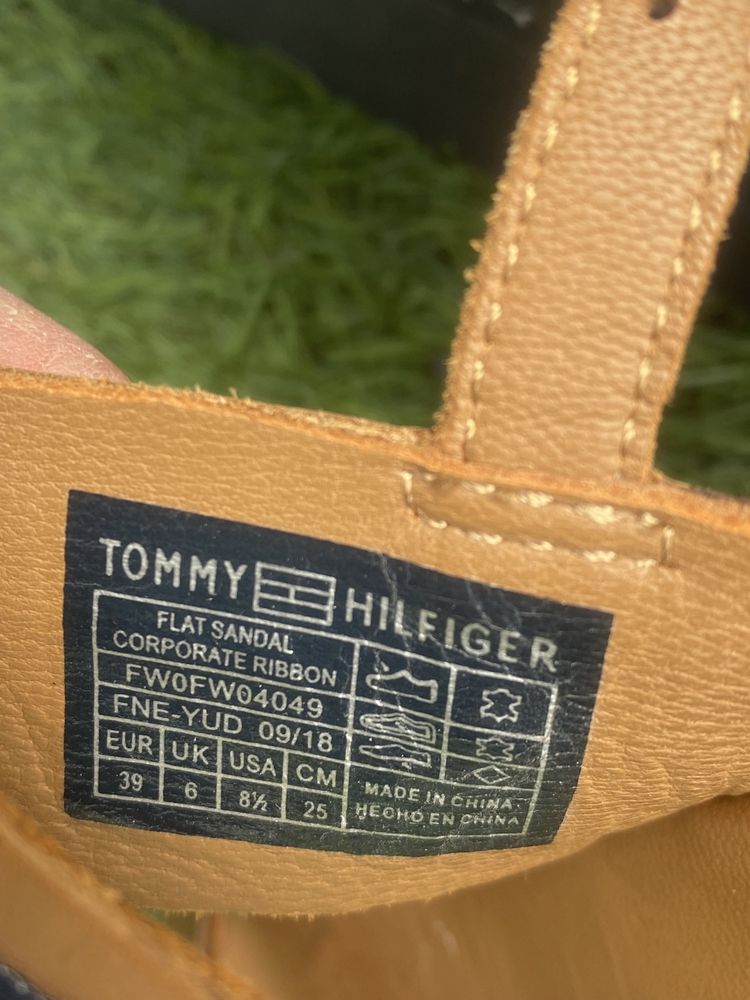 TOMMY HILFIGER
FLAT SANDAL
CORPORATE RIBBON
FW0FW04049
FNE-YUD 09/18
EUR UK USA CM
39 6 8½ 25
MADE IN CHINA
HECHO EN CHINA